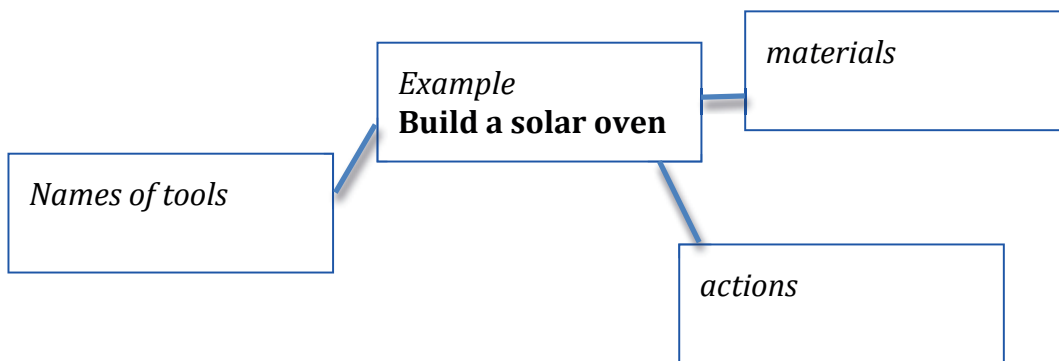 materials
Example
Build a solar oven
Names of tools
actions